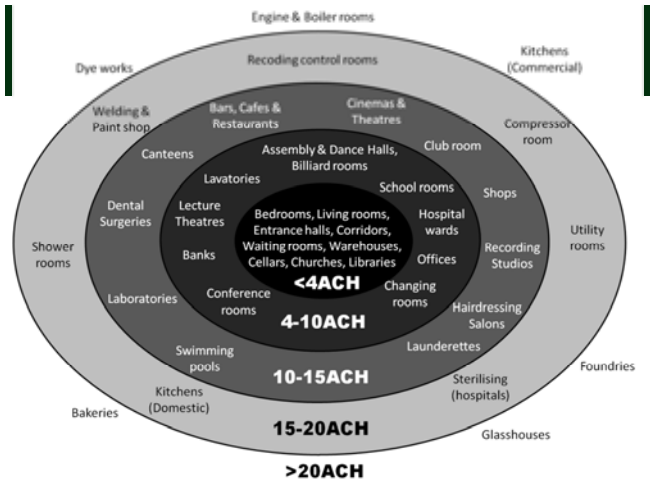 Engine & Boiler rooms
Dye works
Recoding control rooms
Kitchens
(Commercial)
Welding &
Paint shop
Bars, Cafes &
Restaurants
Cinemas &
Theatres
Compressor
room
Canteens
Assembly & Dance Halls,
Billiard rooms
Club room
Lavatories
School rooms
Shops
Dental
Surgeries
Lecture
Theatres
Bedrooms, Living rooms,
Entrance halls, Corridors,
Waiting rooms, Warehouses,
Cellars, Churches, Libraries
<4ACH
Hospital
wards
Shower
rooms
Banks
Offices
Recording
Studios
Utility
rooms
Laboratories
Conference
rooms
Changing
rooms
Hairdressing
Salons
4-10ACH
Swimming
pools
Launderettes
10-15ACH
Foundries
Kitchens
(Domestic)
Sterilising
(hospitals)
Bakeries
15-20ACH
Glasshouses
>20ACH